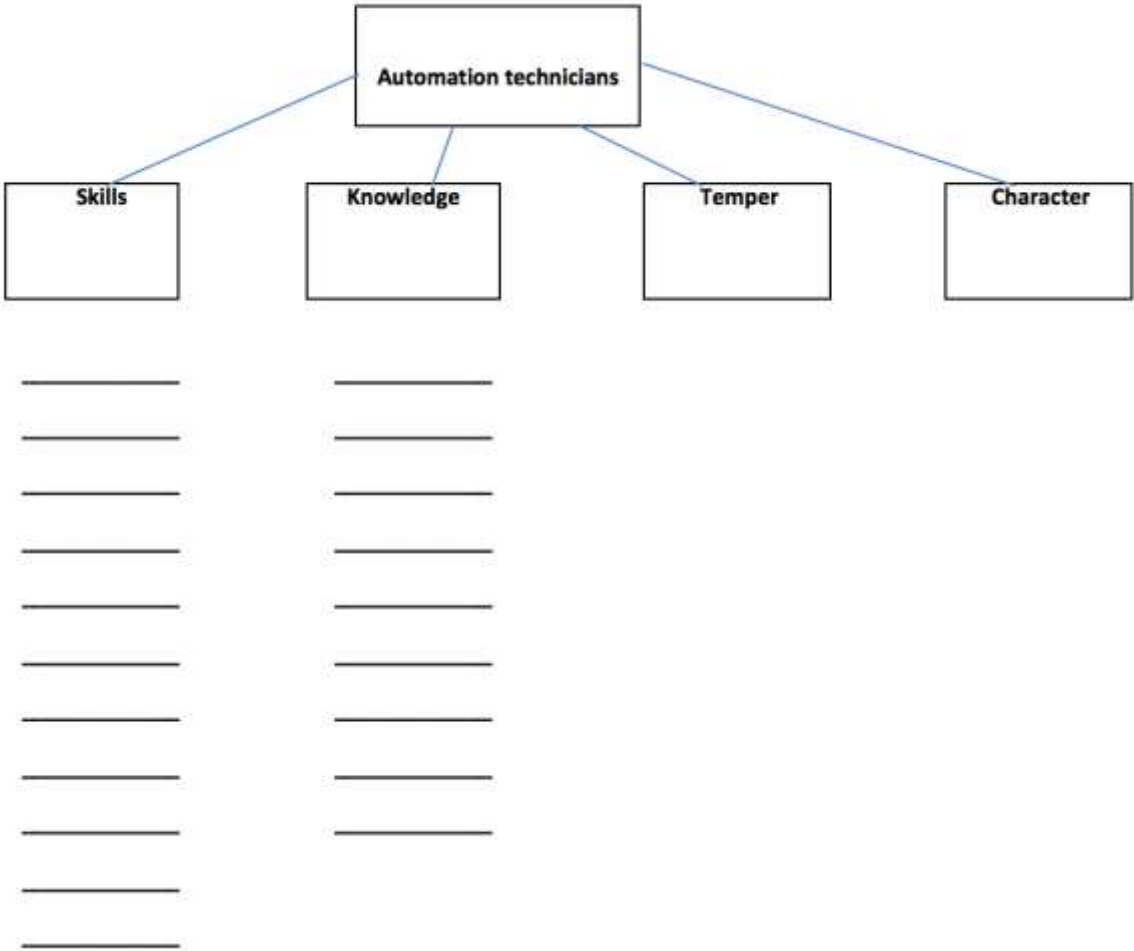 Automation technicians
Skills
Knowledge
Temper
Character